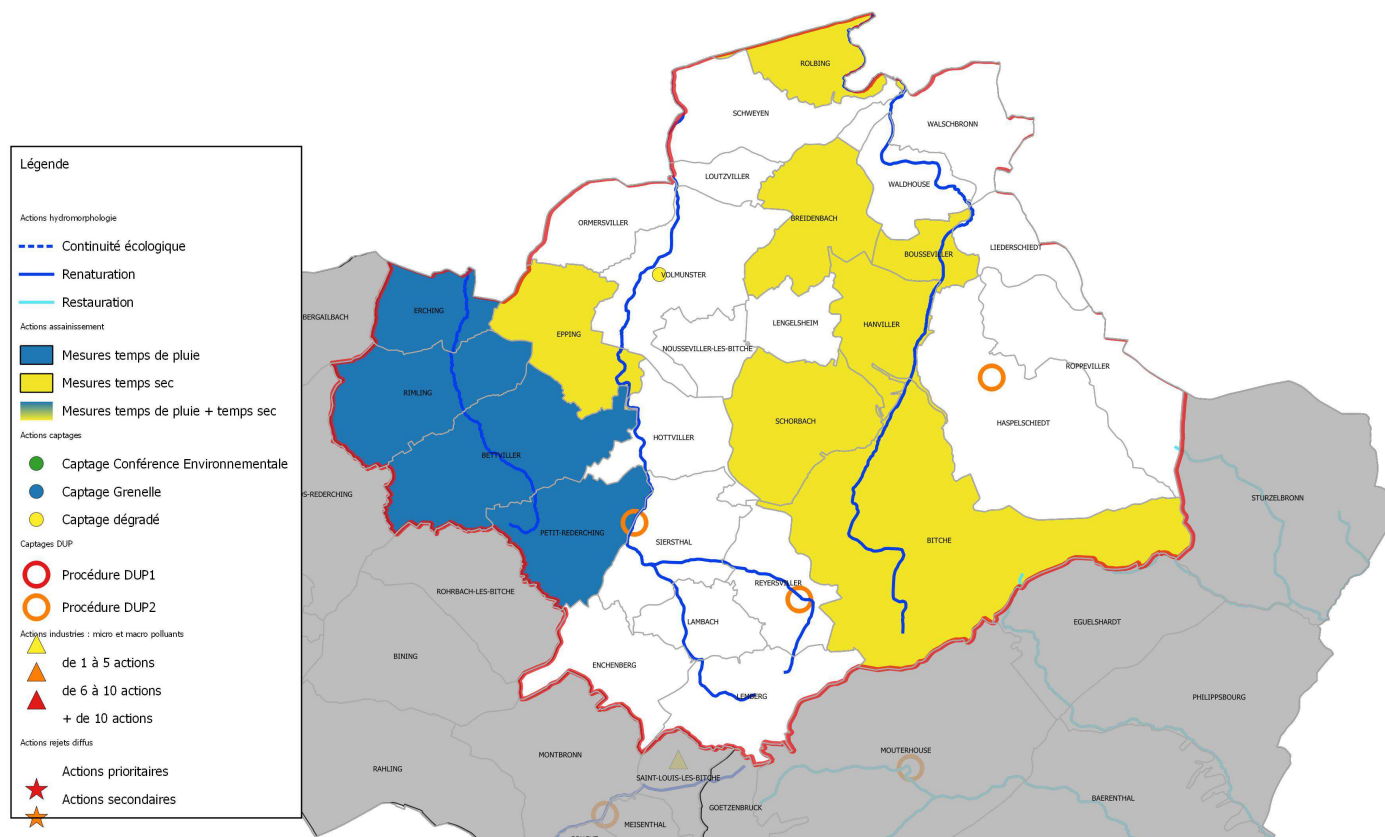 Légende
Actions hydromorphologie
Continuité écologique
Renaturation
Restauration
Actions assainissement
Mesures temps de pluie
Mesures temps sec
Mesures temps de pluie + temps sec
Actions captages
Captage Conférence Environnementale
Captage Grenelle
Captage dégradé
Captages DUP
Procédure DUP1
Procédure DUP2
Actions industries : micro et macro polluants
de 1 à 5 actions
de 6 à 10 actions
+ de 10 actions
Actions rejets diffus
Actions prioritaires
Actions secondaires
ROLBING
SCHWEYEN
WALSCHBRONN
LOUTZVILLER
WALDHOUSE
ORMERSVILLER
BREIDENBACH
LIEDERSCHIEDT
BOUSSEVILLER
VOLMUNSTER
BERGAILBACH
ERCHING
EPPING
LENGELSHEIM
HANVILLER
NOUSSEVILLER-LES-BITCHE
ROPPEVILLER
RIMLING
SCHORBACH
HASPELSCHIEDT
HOTTVILLER
BETTVILLER
OS-REDERCHING
STURZELBRONN
PETIT-REDERCHING
SIERSTHAL
BITCHE
REYERSVILLER
ROHRBACH-LES-BITCHE
LAMBACH
EGUELSHARDT
BINING
ENCHENBERG
LEMBERG
PHILIPPSBOURG
MONTBRONN
MOUTERHOUSE
RAHLING
SAINT-LOUIS-LES-BITCHE
BAERENTHAL
GOETZENBRUCK
MEISENTHAL